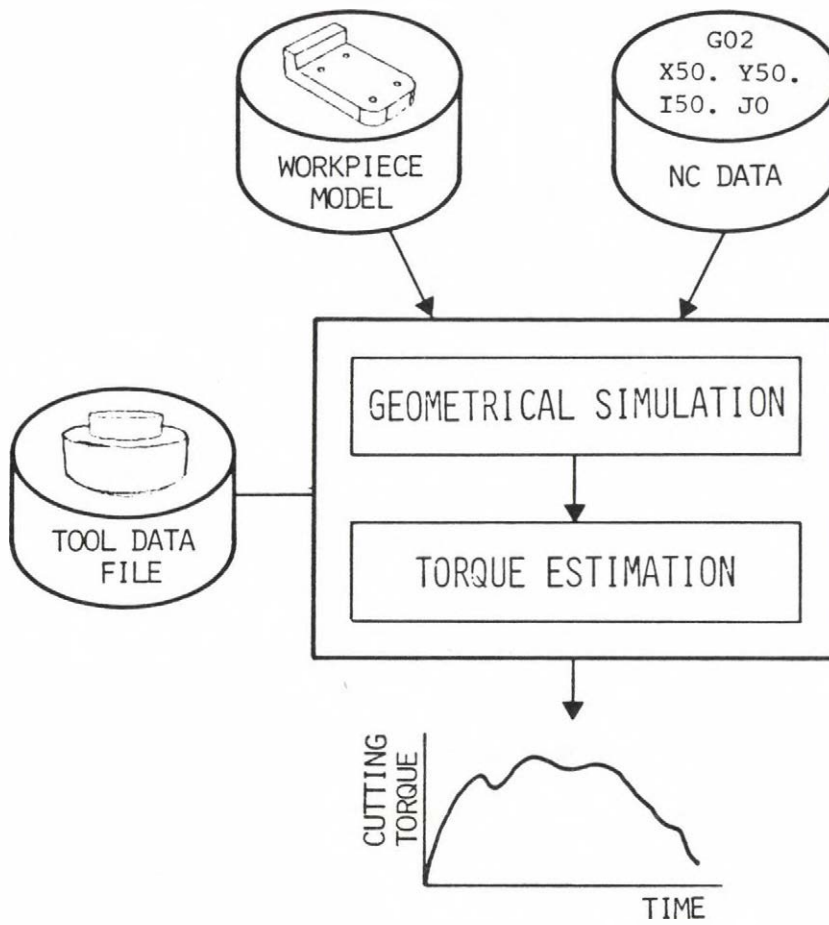 G02
X50. Y50.
I50. J0
WORKPIECE
MODEL
NC DATA
GEOMETRICAL SIMULATION
TOOL DATA
FILE
TORQUE ESTIMATION
CUTTING
TORQUE
TIME